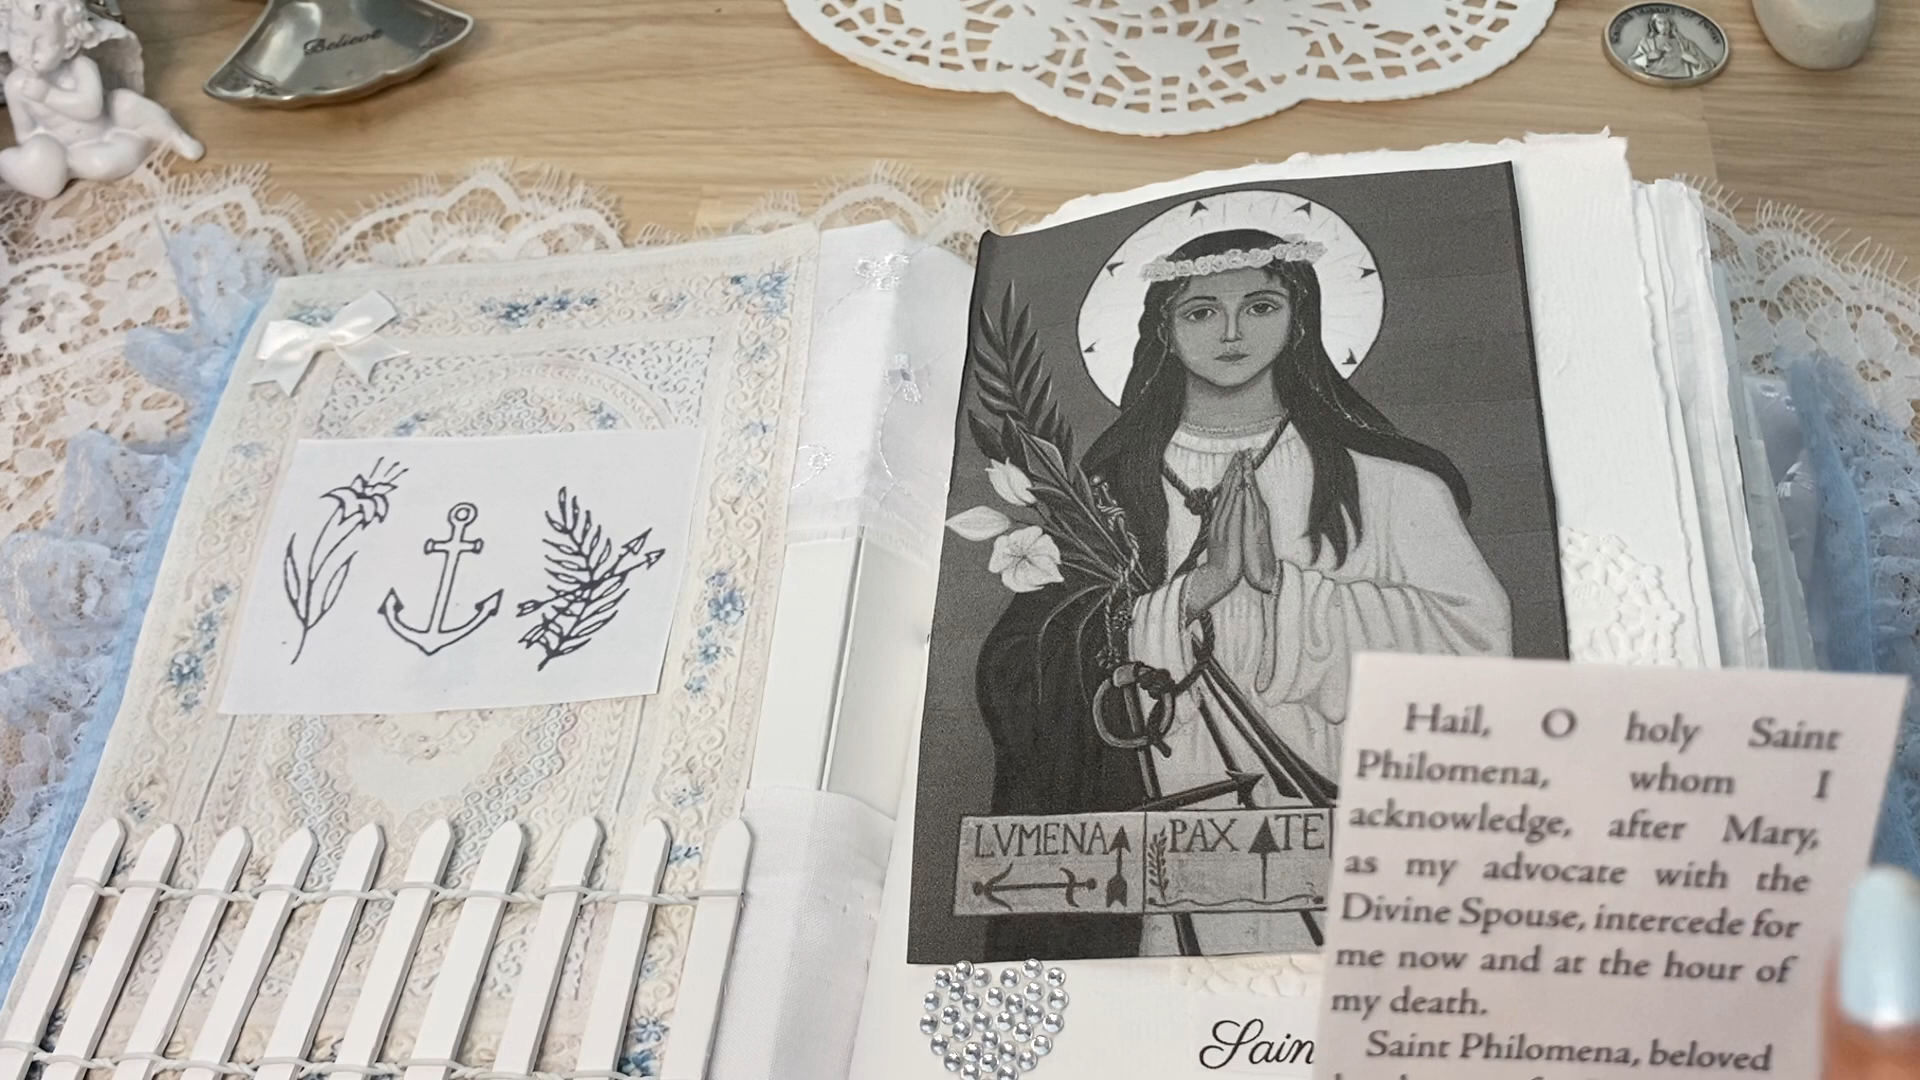 Believe
LVMENA
PAX TE
Sain
Hail, O holy Saint
Philomena, whom I
acknowledge, after Mary,
as my advocate with the
Divine Spouse, intercede for
me now and at the hour of
my death.
Saint Philomena, beloved